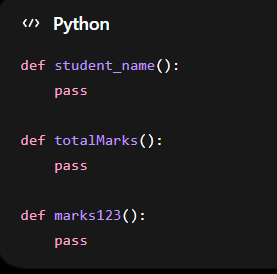 Python
def student_name():
    pass
def totalMarks():
    pass
def marks123():
    pass